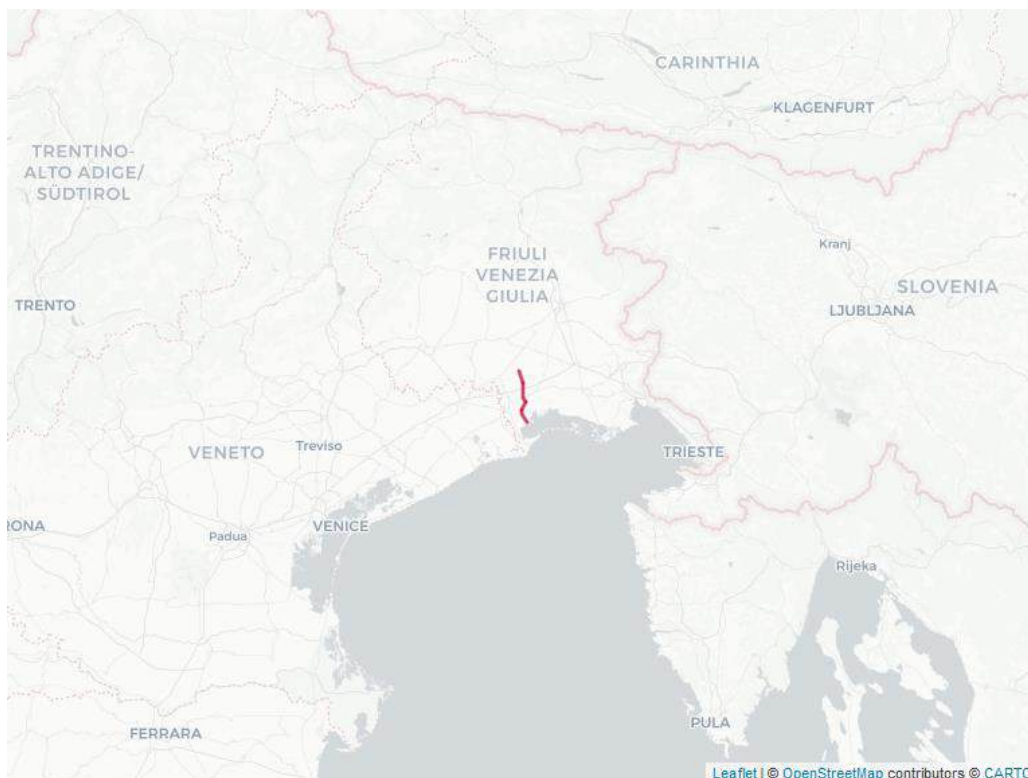 CARINTHIA
KLAGENFURT
TRENTINO-
ALTO ADIGE/
SÜDTIROL
Kranj
FRIULI
VENEZIA
GIULIA
SLOVENIA
TRENTO
LJUBLJANA
Treviso
VENETO
TRIESTE
RONA
VENICE
Padua
Rijeka
PULA
FERRARA
Leaflet | © OpenStreetMap contributors © CARTO